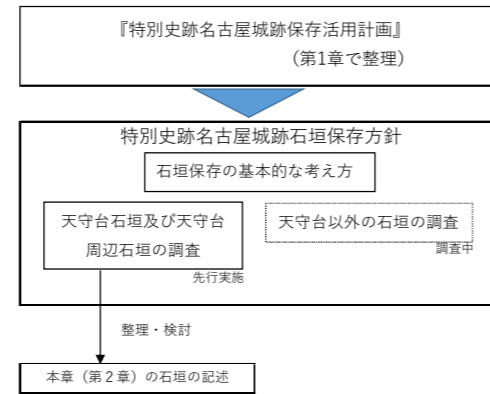 『特別史跡名古屋城跡保存活用計画』
（第1章で整理）
特別史跡名古屋城跡石垣保存方針
石垣保存の基本的な考え方
天守台石垣及び天守台
周辺石垣の調査
先行実施
天守台以外の石垣の調査
調査中
整理・検討
本章（第２章）の石垣の記述